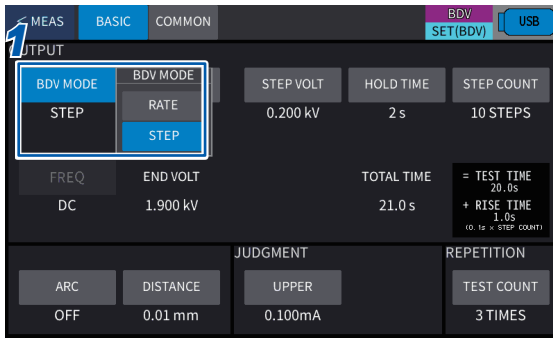 < MEAS
BASIC
COMMON
BDV
SET(BDV)
USB
1
OUTPUT
BDV MODE
STEP
BDV MODE
RATE
STEP
STEP VOLT
0.200 kV
HOLD TIME
2 s
STEP COUNT
10 STEPS
FREQ
DC
END VOLT
1.900 kV
TOTAL TIME
21.0 s
= TEST TIME
20.0s
+ RISE TIME
1.0s
(0.1s x STEP COUNT)
JUDGMENT
REPETITION
ARC
OFF
DISTANCE
0.01 mm
UPPER
0.100mA
TEST COUNT
3 TIMES